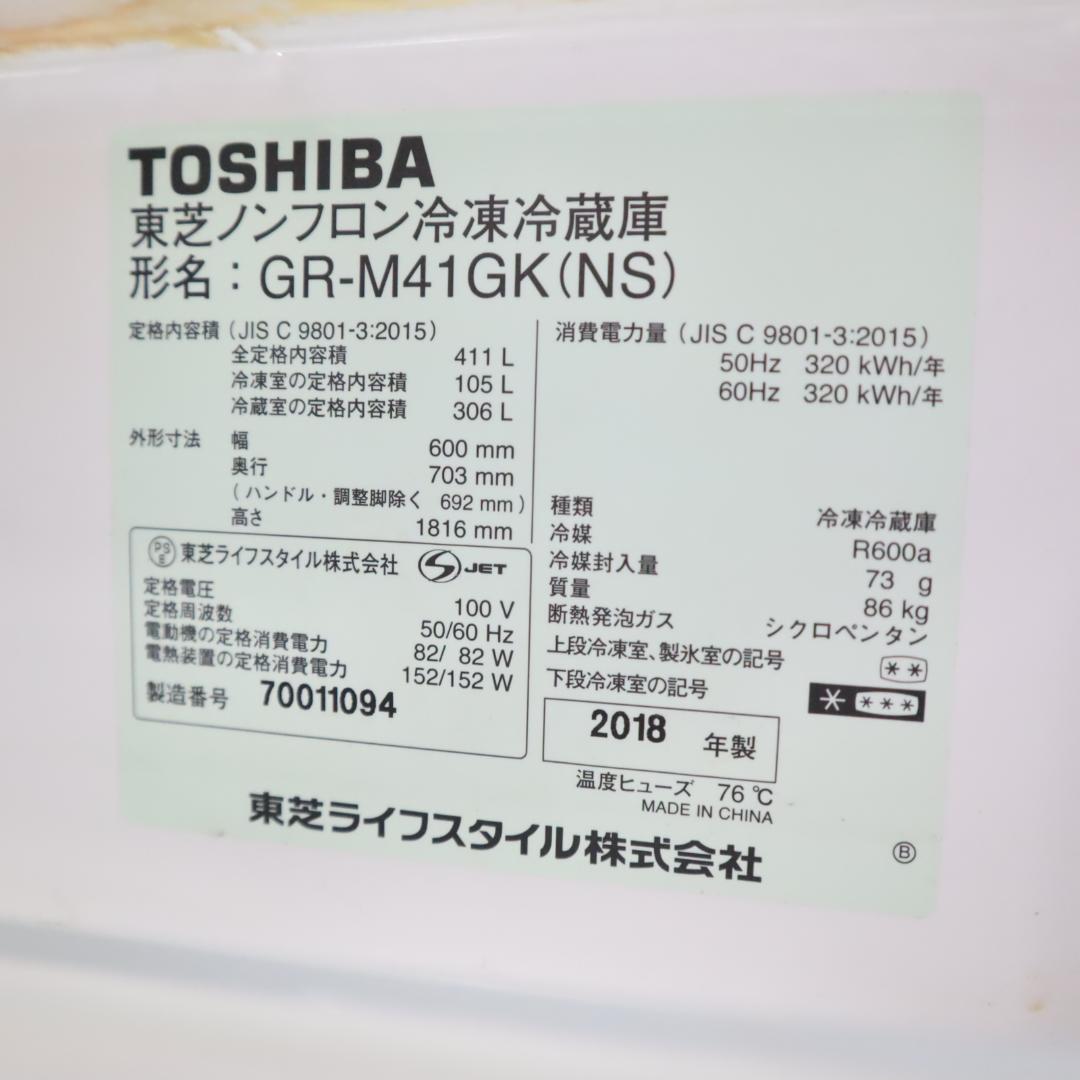 TOSHIBA
東芝ノンフロン冷凍冷蔵庫
形名：GR-M41GK(NS)
定格内容積（JIS C 9801-3:2015）
全定格内容積 411 L
冷凍室の定格内容積 105 L
冷蔵室の定格内容積 306 L
外形寸法 幅 600 mm
奥行 703 mm
（ハンドル・調整脚除く 692 mm）
高さ 1816 mm
PS E 東芝ライフスタイル株式会社 S JET
定格電圧 100 V
定格周波数 50/60 Hz
電動機の定格消費電力 82/ 82 W
電熱装置の定格消費電力 152/152 W
製造番号 70011094
消費電力量（JIS C 9801-3:2015）
50Hz 320 kWh/年
60Hz 320 kWh/年
種類 冷凍冷蔵庫
冷媒 R600a
冷媒封入量 73 g
質量 86 kg
断熱発泡ガス シクロペンタン
上段冷凍室、製氷室の記号 **
下段冷凍室の記号 * ***
2018 年製
温度ヒューズ 76 ℃
MADE IN CHINA
東芝ライフスタイル株式会社
Ⓑ